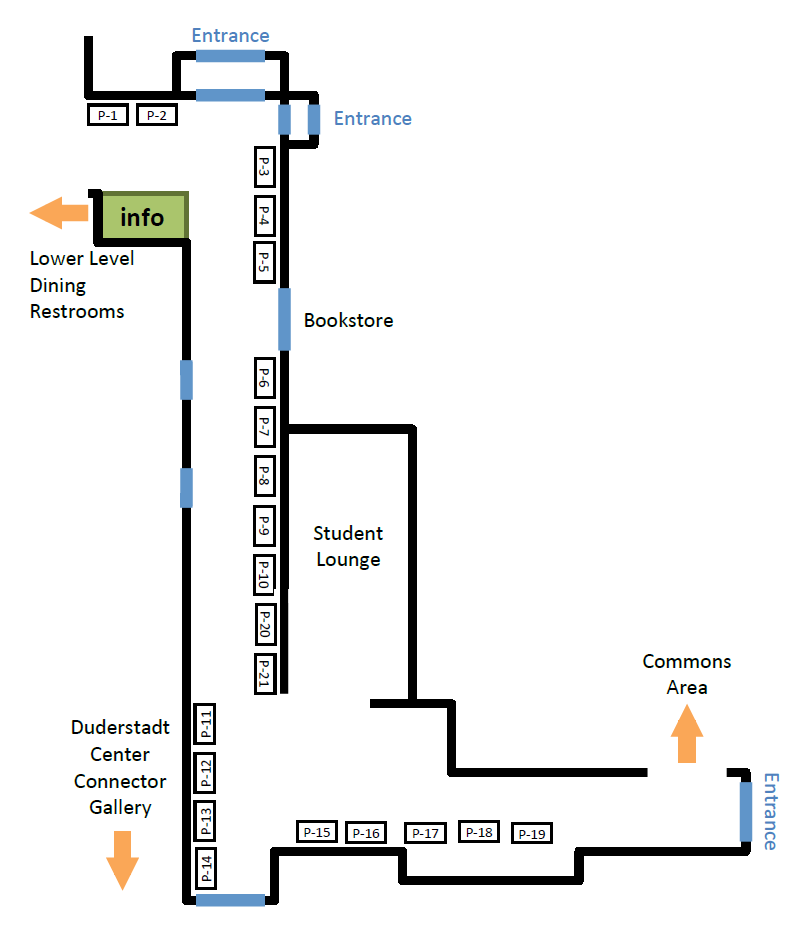 Entrance
P-1
P-2
Entrance
P-3
info
P-4
Lower Level
Dining
Restrooms
P-5
Bookstore
P-6
P-7
P-8
P-9
Student
Lounge
P-10
P-20
P-21
Commons
Area
P-11
Duderstadt
Center
Connector
Gallery
P-12
P-13
P-14
P-15
P-16
P-17
P-18
P-19
Entrance